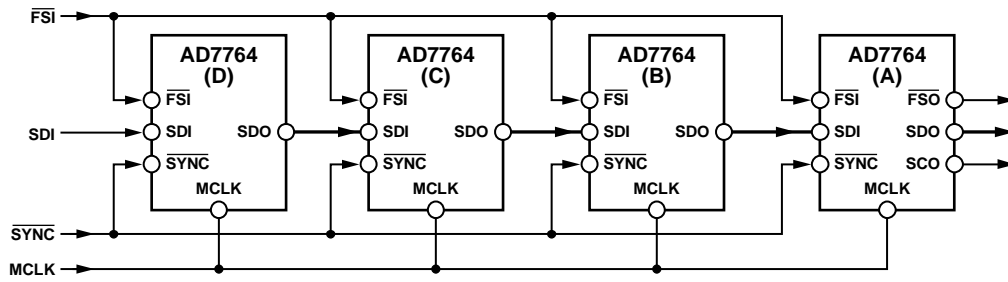 FSI
AD7764
(D)
AD7764
(C)
AD7764
(B)
AD7764
(A)
FSI
FSI
FSI
FSI
FSO
SDI
SDI
SDO
SDI
SDO
SDI
SDO
SDI
SDO
SYNC
SYNC
SYNC
SYNC
SCO
MCLK
MCLK
MCLK
MCLK
SYNC
MCLK